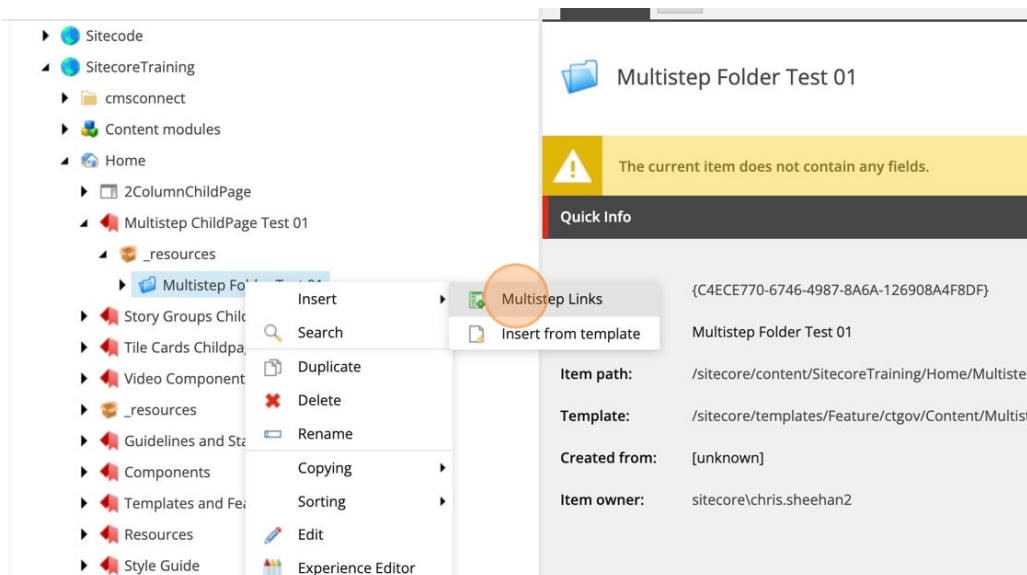 Sitecode
SitecoreTraining
cmsconnect
Content modules
Home
2ColumnChildPage
Multistep ChildPage Test 01
_resources
Multistep Fo
Story Groups Chil
Tile Cards Childpa
Video Component
_resources
Guidelines and Sta
Components
Templates and Fea
Resources
Style Guide
Insert
Search
Duplicate
Delete
Rename
Copying
Sorting
Edit
Experience Editor
Multistep Links
Insert from template
Multistep Folder Test 01
The current item does not contain any fields.
Quick Info
{C4ECE770-6746-4987-8A6A-126908A4F8DF}
Multistep Folder Test 01
Item path: /sitecore/content/SitecoreTraining/Home/Multiste
Template: /sitecore/templates/Feature/ctgov/Content/Multist
Created from: [unknown]
Item owner: sitecore\chris.sheehan2